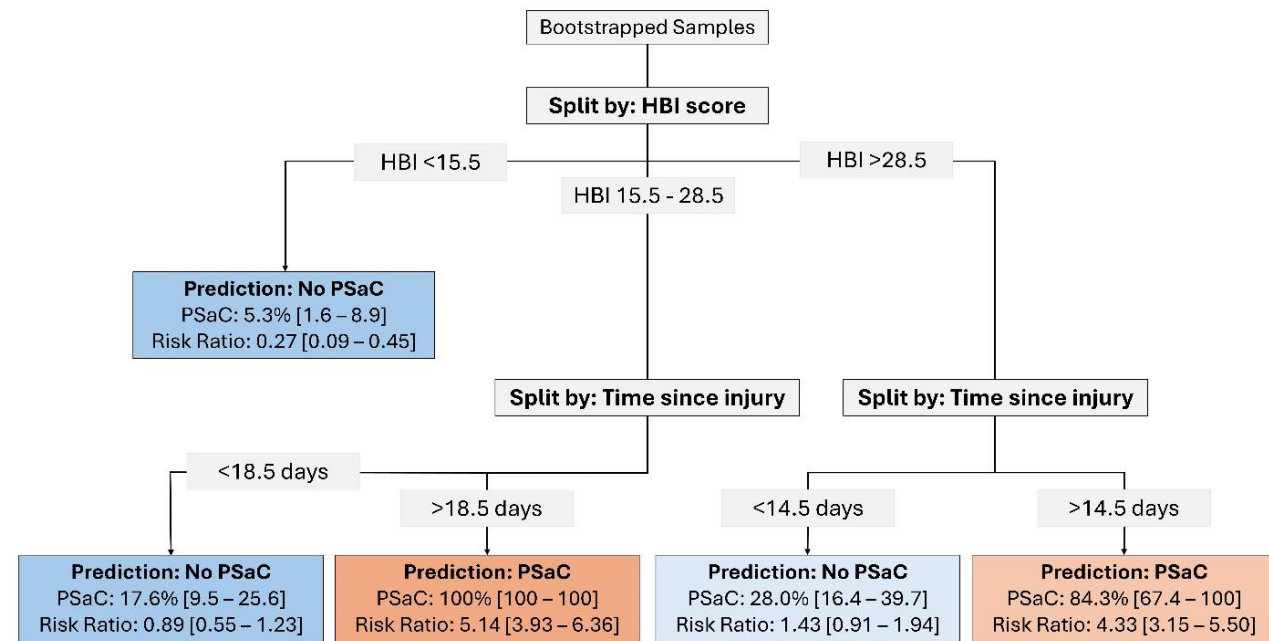 Bootstrapped Samples
Split by: HBI score
HBI <15.5
HBI >28.5
HBI 15.5 - 28.5
Prediction: No PSaC
PSaC: 5.3% [1.6 – 8.9]
Risk Ratio: 0.27 [0.09 – 0.45]
Split by: Time since injury
Split by: Time since injury
<18.5 days
>18.5 days
<14.5 days
>14.5 days
Prediction: No PSaC
PSaC: 17.6% [9.5 – 25.6]
Risk Ratio: 0.89 [0.55 – 1.23]
Prediction: PSaC
PSaC: 100% [100 – 100]
Risk Ratio: 5.14 [3.93 – 6.36]
Prediction: No PSaC
PSaC: 28.0% [16.4 – 39.7]
Risk Ratio: 1.43 [0.91 – 1.94]
Prediction: PSaC
PSaC: 84.3% [67.4 – 100]
Risk Ratio: 4.33 [3.15 – 5.50]